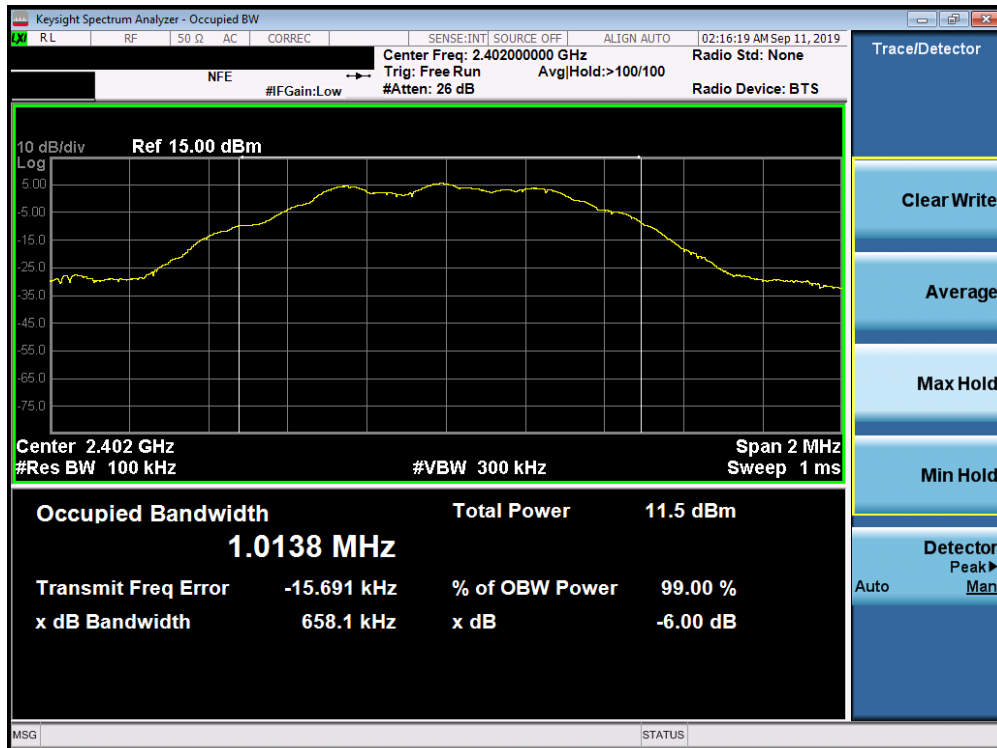 Keysight Spectrum Analyzer - Occupied BW
LXI RL RF 50 Ω AC CORREC SENSE:INT SOURCE OFF ALIGN AUTO 02:16:19 AM Sep 11, 2019
Center Freq: 2.402000000 GHz Radio Std: None
NFE Trig: Free Run Avg|Hold:>100/100
#IFGain:Low #Atten: 26 dB Radio Device: BTS
Trace/Detector
10 dB/div Ref 15.00 dBm
Log
5.00
-5.00
-15.0
-25.0
-35.0
-45.0
-55.0
-65.0
-75.0
Center 2.402 GHz Span 2 MHz
#Res BW 100 kHz #VBW 300 kHz Sweep 1 ms
Occupied Bandwidth Total Power 11.5 dBm
1.0138 MHz
Transmit Freq Error -15.691 kHz % of OBW Power 99.00 %
x dB Bandwidth 658.1 kHz x dB -6.00 dB
Clear Write
Average
Max Hold
Min Hold
Detector
Peak▶
Auto Man
MSG STATUS